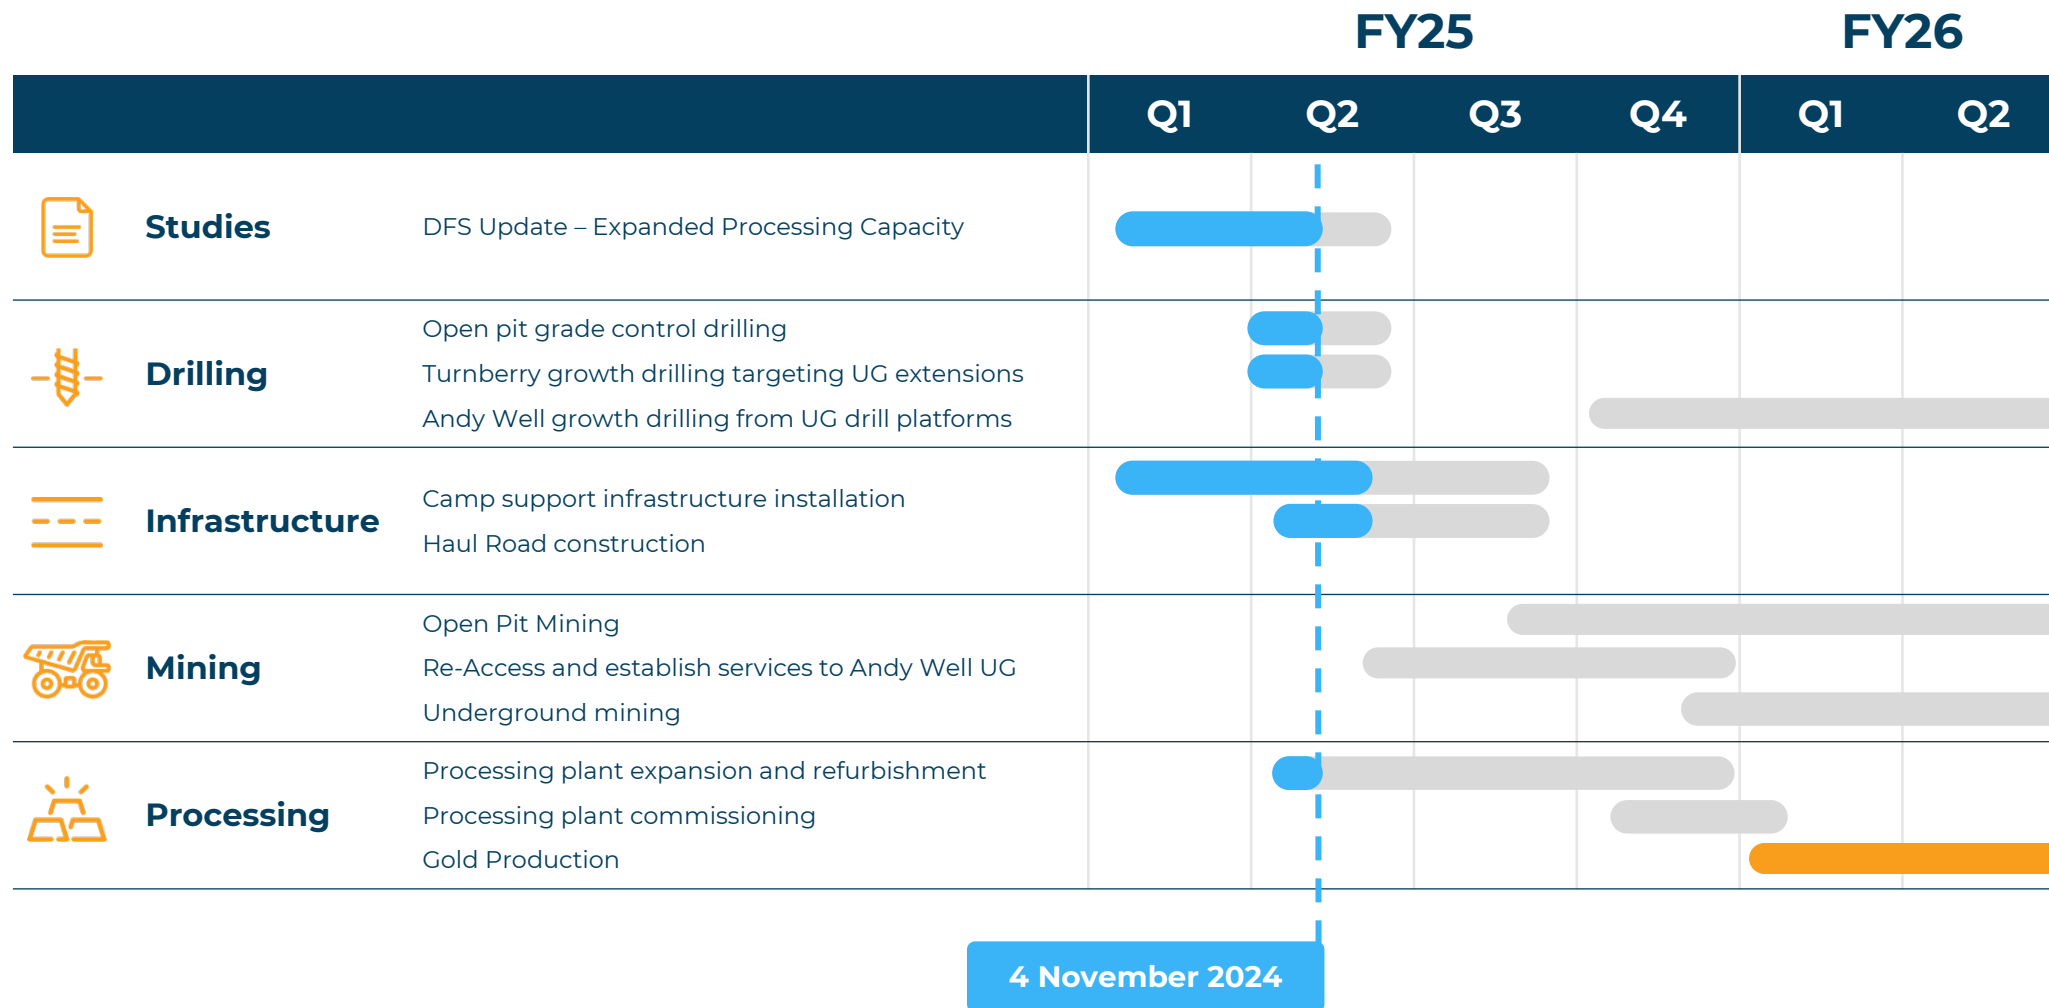 FY25 FY26
Q1 Q2 Q3 Q4 Q1 Q2
Studies
DFS Update – Expanded Processing Capacity
Drilling
Open pit grade control drilling
Turnberry growth drilling targeting UG extensions
Andy Well growth drilling from UG drill platforms
Infrastructure
Camp support infrastructure installation
Haul Road construction
Mining
Open Pit Mining
Re-Access and establish services to Andy Well UG
Underground mining
Processing
Processing plant expansion and refurbishment
Processing plant commissioning
Gold Production
4 November 2024